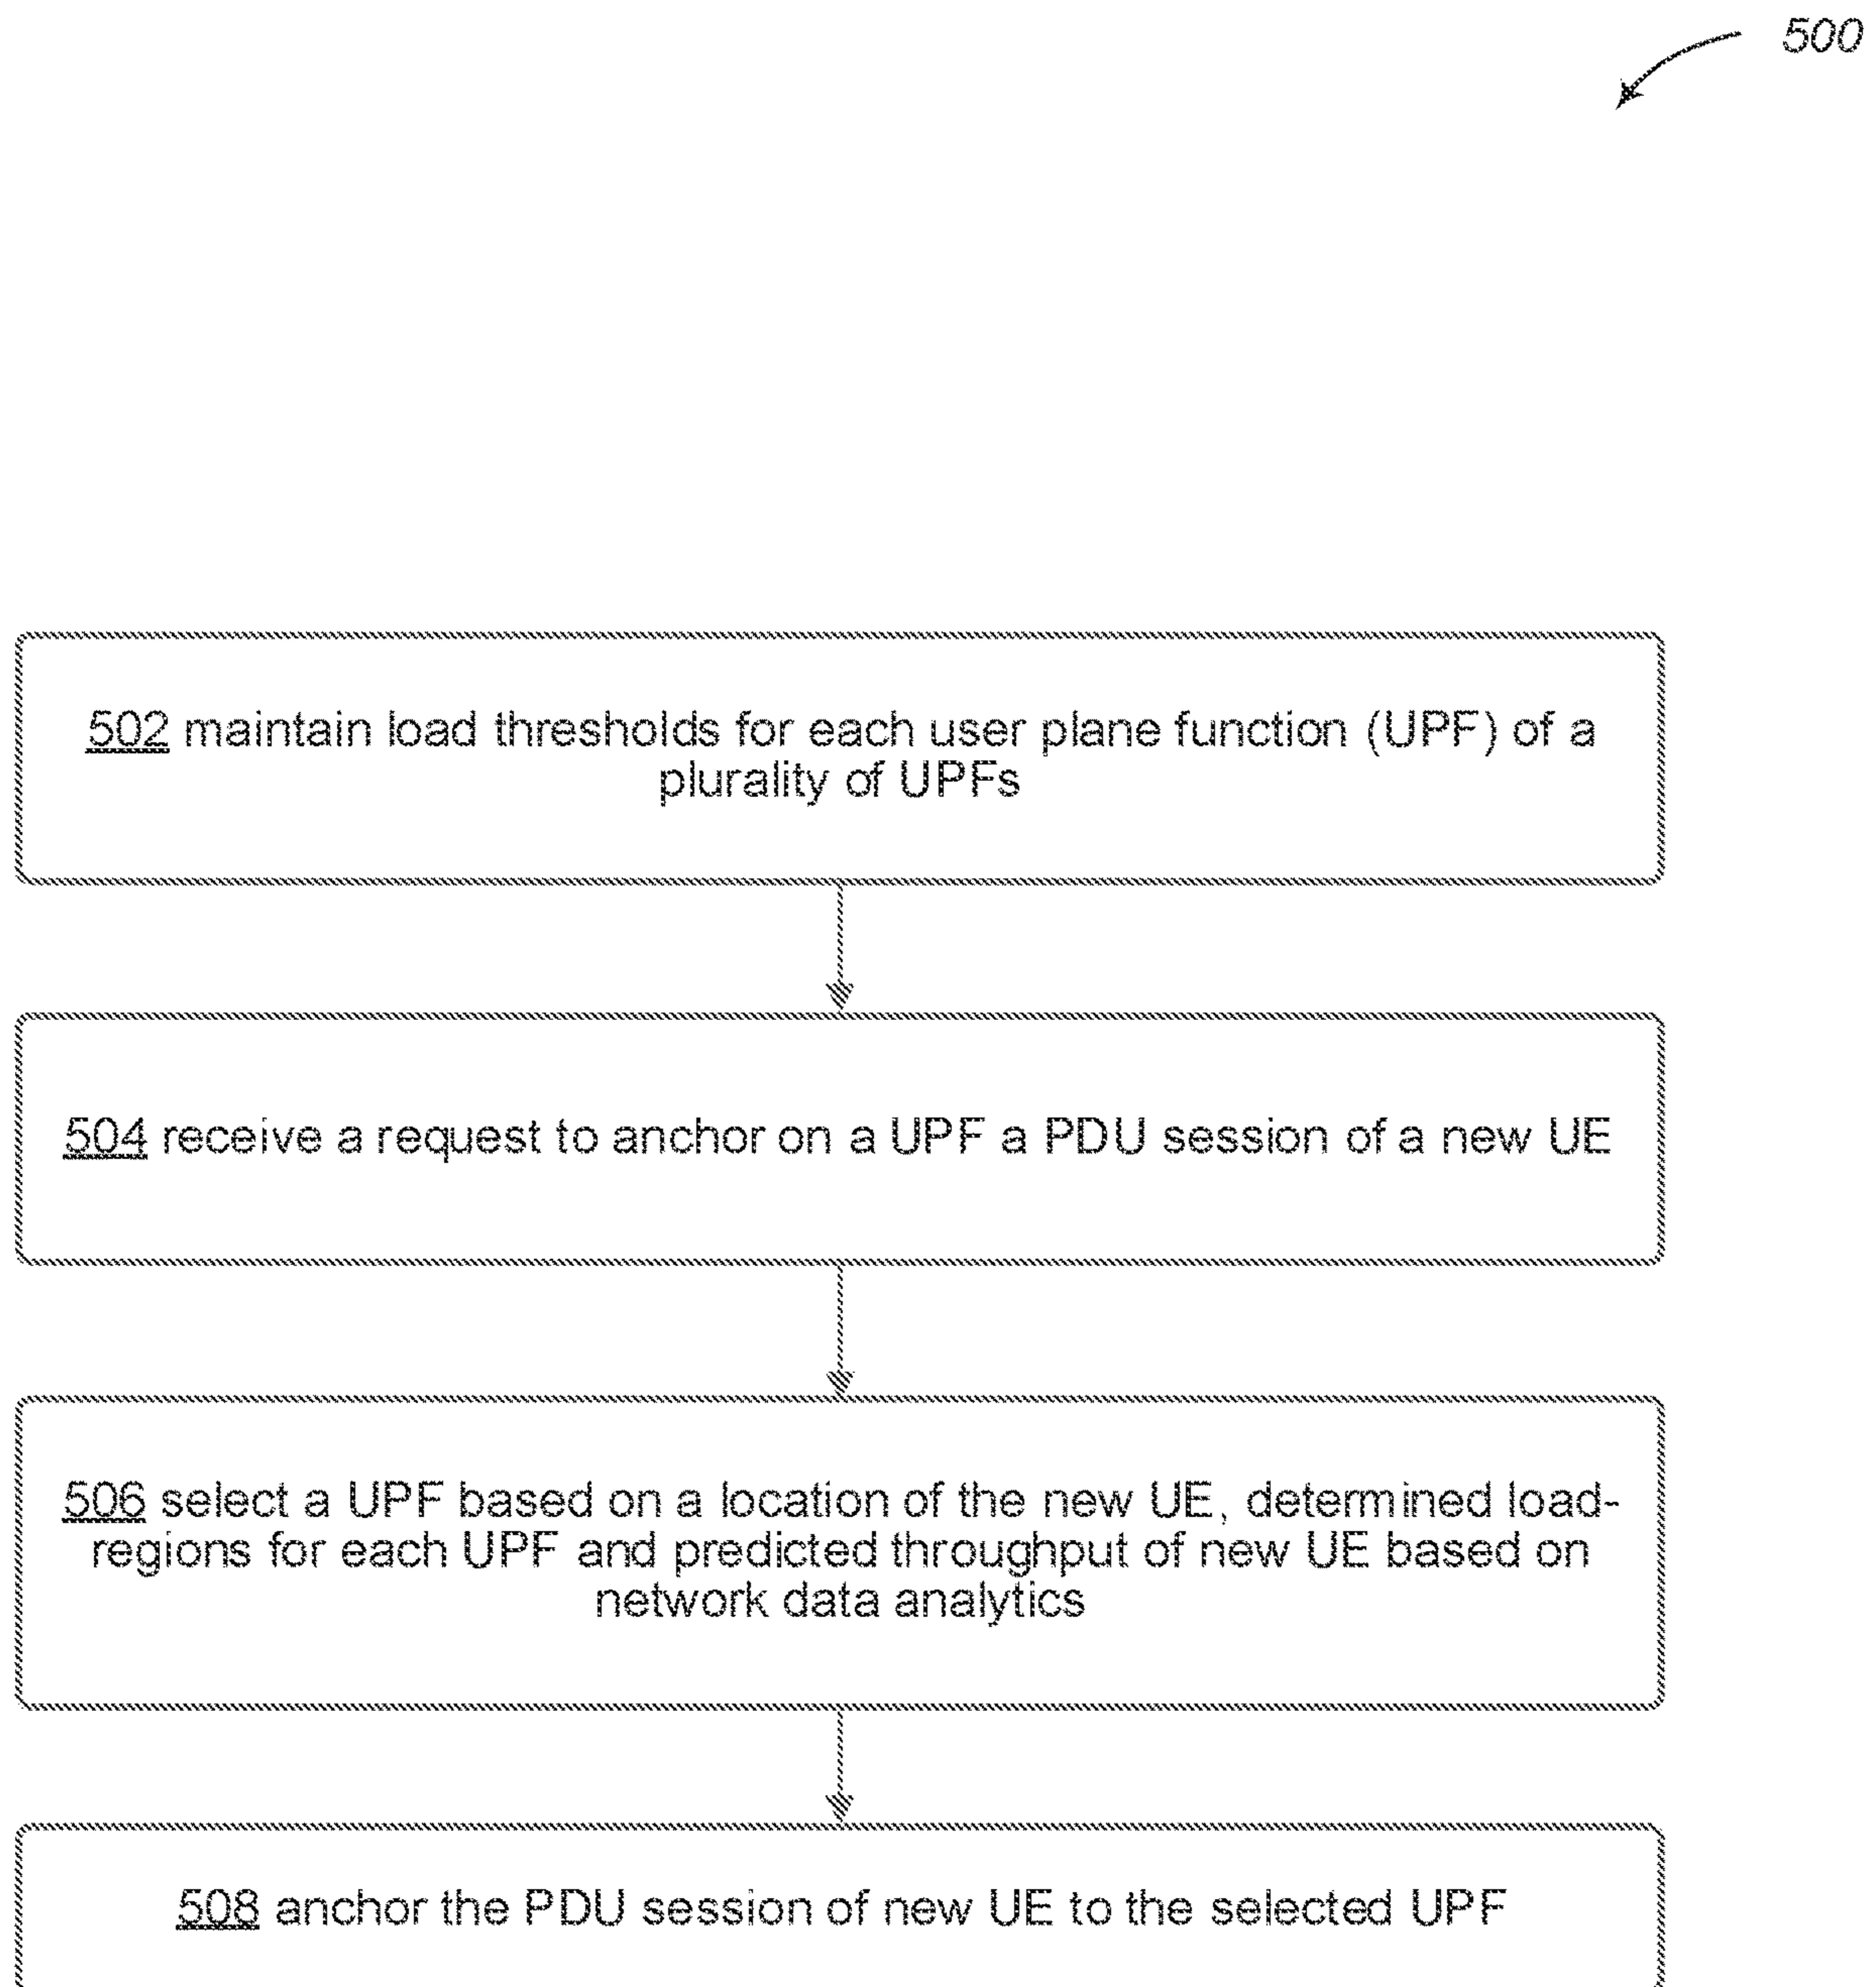 500
502 maintain load thresholds for each user plane function (UPF) of a
plurality of UPFs
504 receive a request to anchor on a UPF a PDU session of a new UE
506 select a UPF based on a location of the new UE, determined load-
regions for each UPF and predicted throughput of new UE based on
network data analytics
508 anchor the PDU session of new UE to the selected UPF